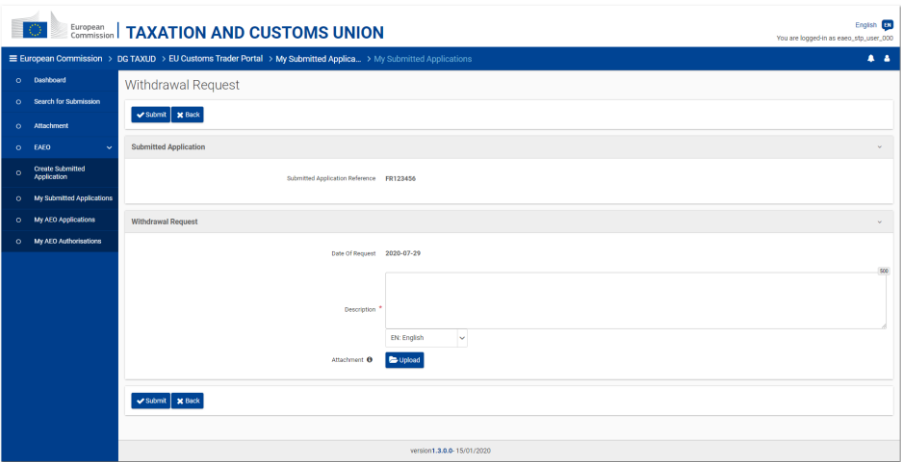 European
Commission
TAXATION AND CUSTOMS UNION
English EN
You are logged-in as eaeo_stp_user_000
European Commission > DG TAXUD > EU Customs Trader Portal > My Submitted Applica... > My Submitted Applications
Dashboard
Search for Submission
Attachment
EAEO
Create Submitted
Application
My Submitted Applications
My AEO Applications
My AEO Authorisations
Withdrawal Request
Submit Back
Submitted Application
Submitted Application Reference FR123456
Withdrawal Request
Date Of Request 2020-07-29
500
Description *
EN: English
Attachment Upload
Submit Back
version1.3.0.0- 15/01/2020